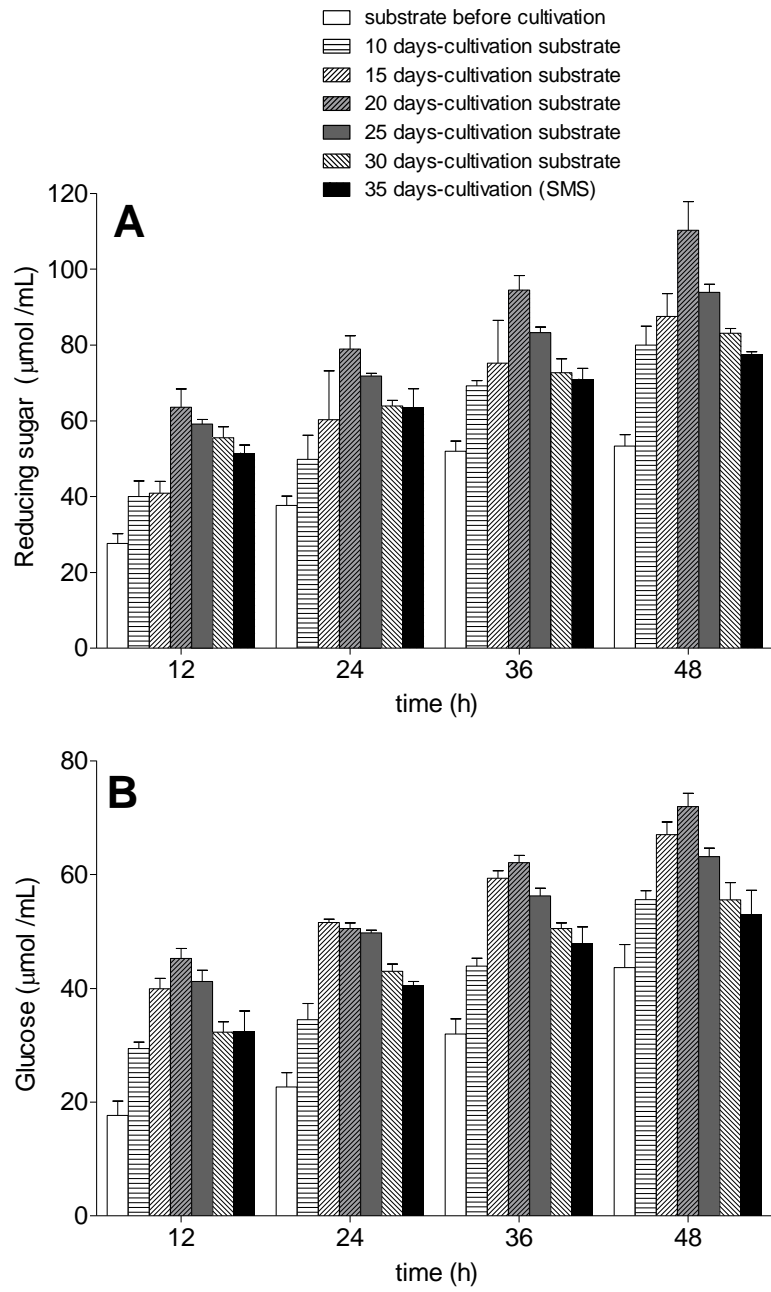 substrate before cultivation
10 days-cultivation substrate
15 days-cultivation substrate
20 days-cultivation substrate
25 days-cultivation substrate
30 days-cultivation substrate
35 days-cultivation (SMS)
A
Reducing sugar (μmol /mL)
120
100
80
60
40
20
0
12 24 36 48
time (h)
B
Glucose (μmol /mL)
80
60
40
20
0
12 24 36 48
time (h)